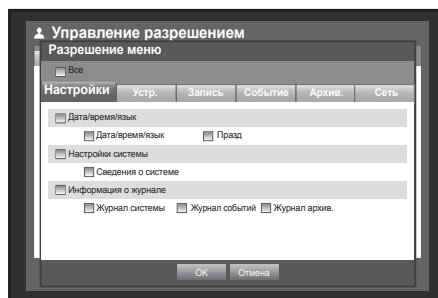 Управление разрешением
Разрешение меню
Все
Настройки Устр. Запись Событие Архив. Сеть
Дата/время/язык
Дата/время/язык Празд
Настройки системы
Сведения о системе
Информация о журнале
Журнал системы Журнал событий Журнал архив.
OK Отмена